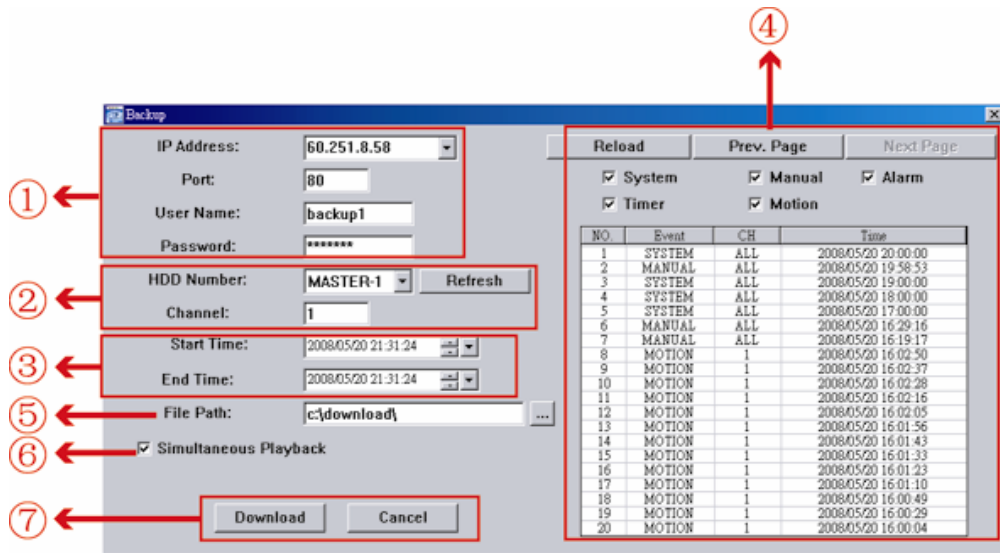 ④
Backup
IP Address: 60.251.8.58
Port: 80
User Name: backup1
Password: *******
①
HDD Number: MASTER-1 Refresh
Channel: 1
②
Start Time: 2008/05/20 21:31:24
End Time: 2008/05/20 21:31:24
③
⑤ File Path: c:\download\ ...
⑥ Simultaneous Playback
⑦ Download Cancel
Reload Prev. Page Next Page
System Manual Alarm
Timer Motion
NO. Event CH Time
1 SYSTEM ALL 2008/05/20 20:00:00
2 MANUAL ALL 2008/05/20 19:58:53
3 SYSTEM ALL 2008/05/20 19:00:00
4 SYSTEM ALL 2008/05/20 18:00:00
5 SYSTEM ALL 2008/05/20 17:00:00
6 MANUAL ALL 2008/05/20 16:29:16
7 MANUAL ALL 2008/05/20 16:19:17
8 MOTION 1 2008/05/20 16:02:50
9 MOTION 1 2008/05/20 16:02:37
10 MOTION 1 2008/05/20 16:02:28
11 MOTION 1 2008/05/20 16:02:16
12 MOTION 1 2008/05/20 16:02:05
13 MOTION 1 2008/05/20 16:01:56
14 MOTION 1 2008/05/20 16:01:43
15 MOTION 1 2008/05/20 16:01:33
16 MOTION 1 2008/05/20 16:01:23
17 MOTION 1 2008/05/20 16:01:10
18 MOTION 1 2008/05/20 16:00:49
19 MOTION 1 2008/05/20 16:00:29
20 MOTION 1 2008/05/20 16:00:04